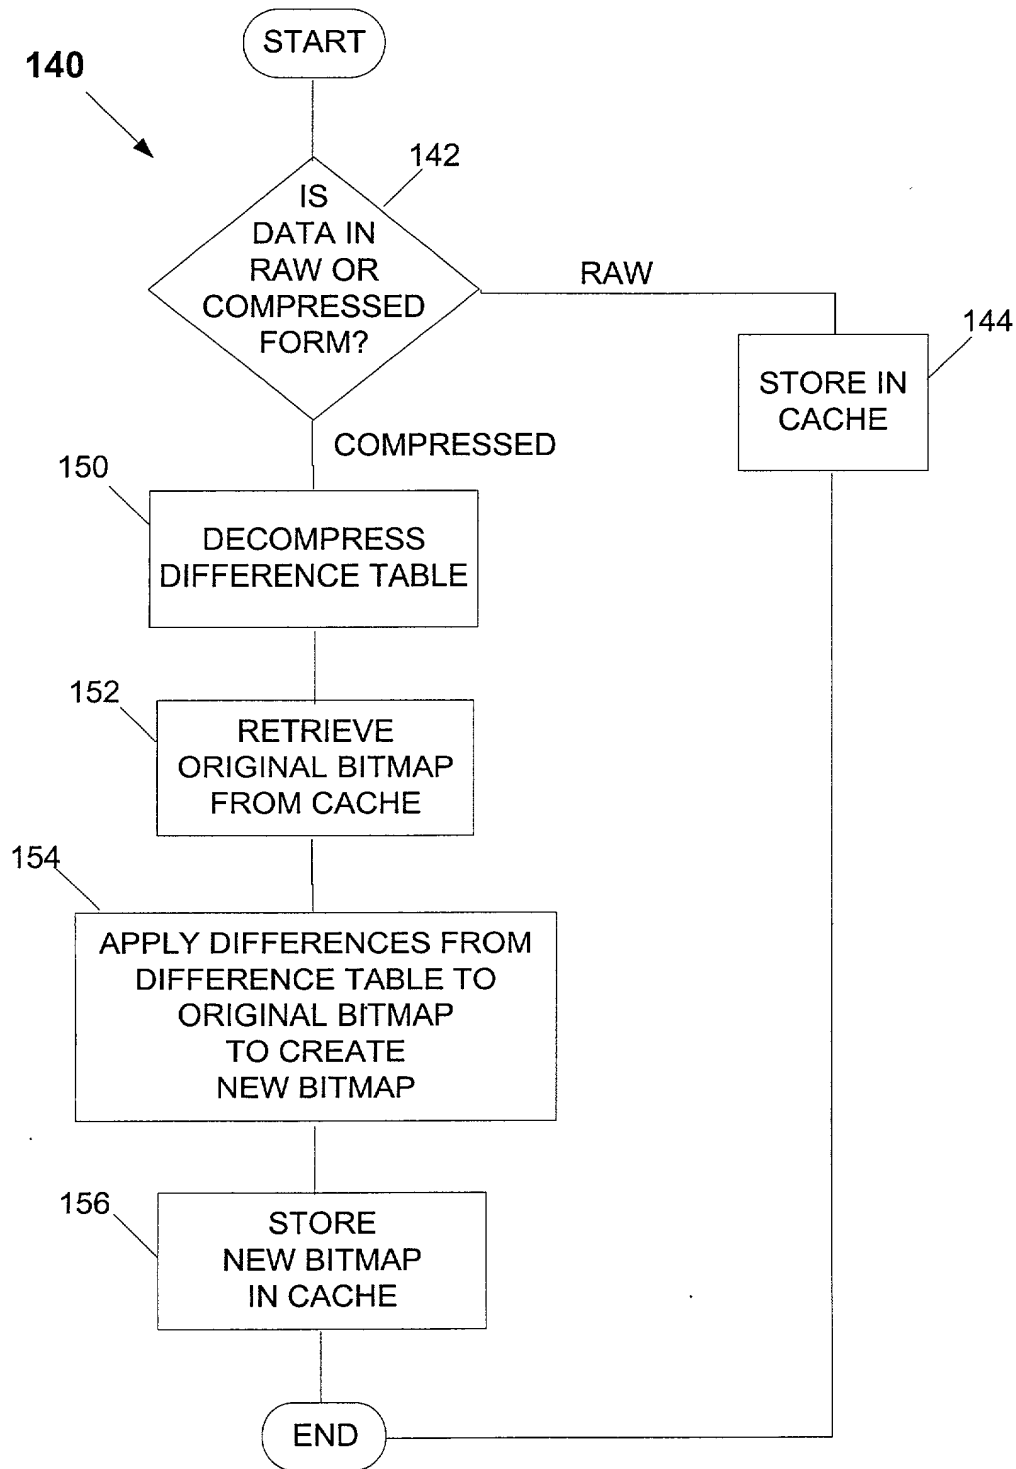 START
140
142
IS
DATA IN
RAW OR
COMPRESSED
FORM?
RAW
144
STORE IN
CACHE
COMPRESSED
150
DECOMPRESS
DIFFERENCE TABLE
152
RETRIEVE
ORIGINAL BITMAP
FROM CACHE
154
APPLY DIFFERENCES FROM
DIFFERENCE TABLE TO
ORIGINAL BITMAP
TO CREATE
NEW BITMAP
156
STORE
NEW BITMAP
IN CACHE
END